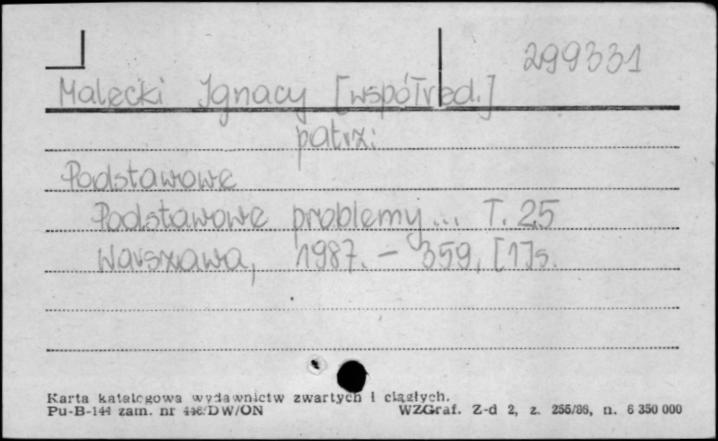 299331
Malecki Ignacy [współred.]
patrz:
Podstawowe
Podstawowe problemy... T. 25
Warszawa, 1987. – 359, [1]s.
Karta katalogowa wydawnictw zwartych i ciągłych.
Pu-B-144 zam. nr 446/DW/ON WZGraf. Z-d 2, z. 255/86, n. 6 350 000